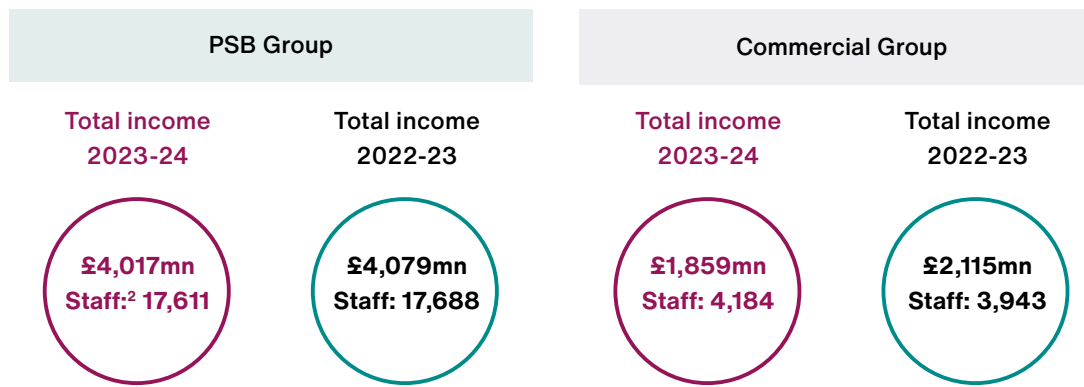 PSB Group
Total income
2023-24
Total income
2022-23
£4,017mn
Staff:² 17,611
£4,079mn
Staff: 17,688
Commercial Group
Total income
2023-24
Total income
2022-23
£1,859mn
Staff: 4,184
£2,115mn
Staff: 3,943